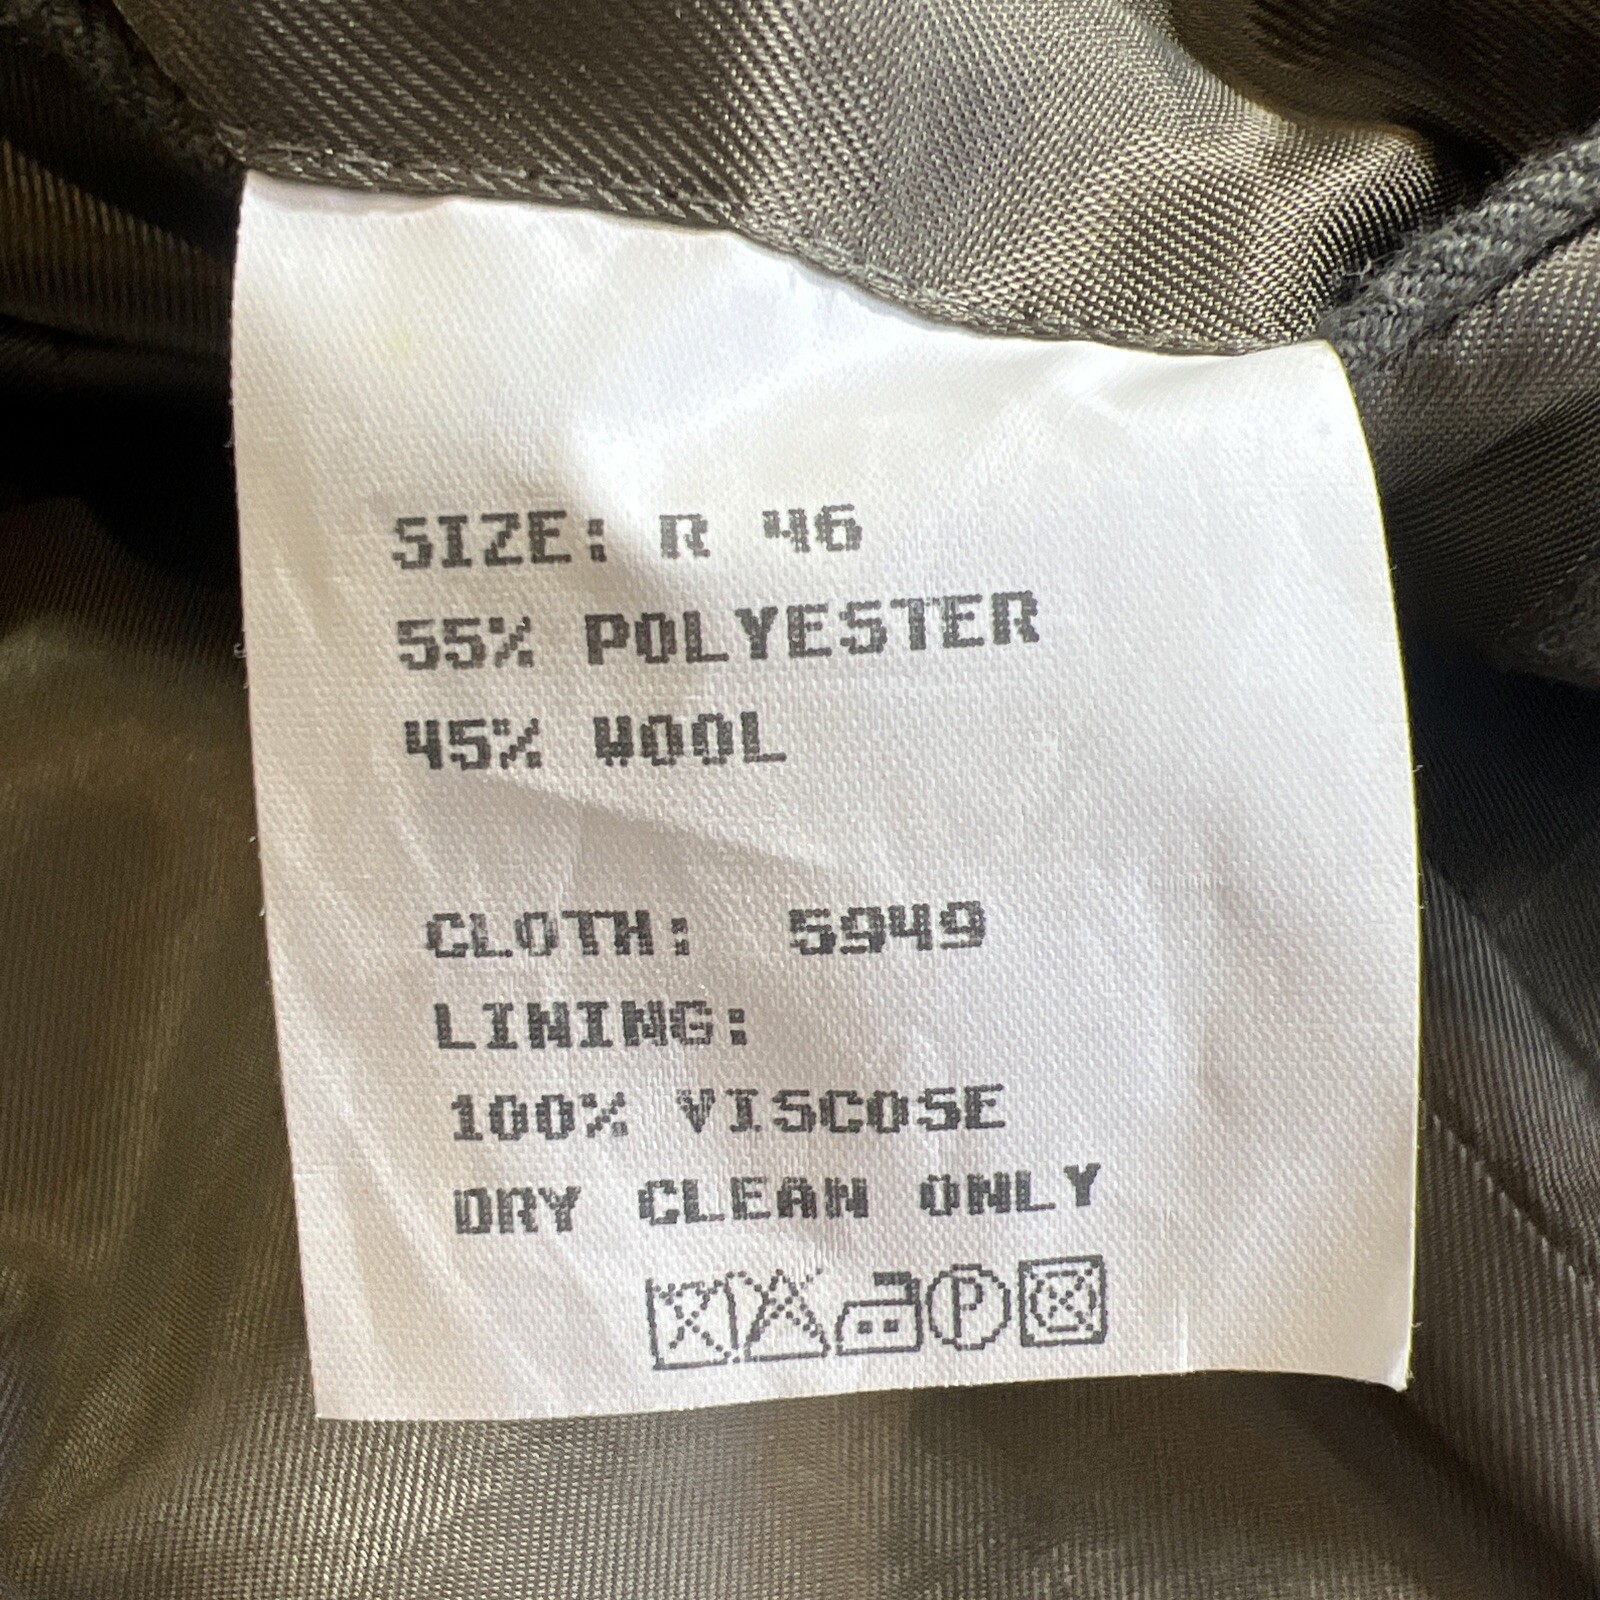 SIZE: R 46
55% POLYESTER
45% WOOL
CLOTH: 5949
LINING:
100% VISCOSE
DRY CLEAN ONLY
P